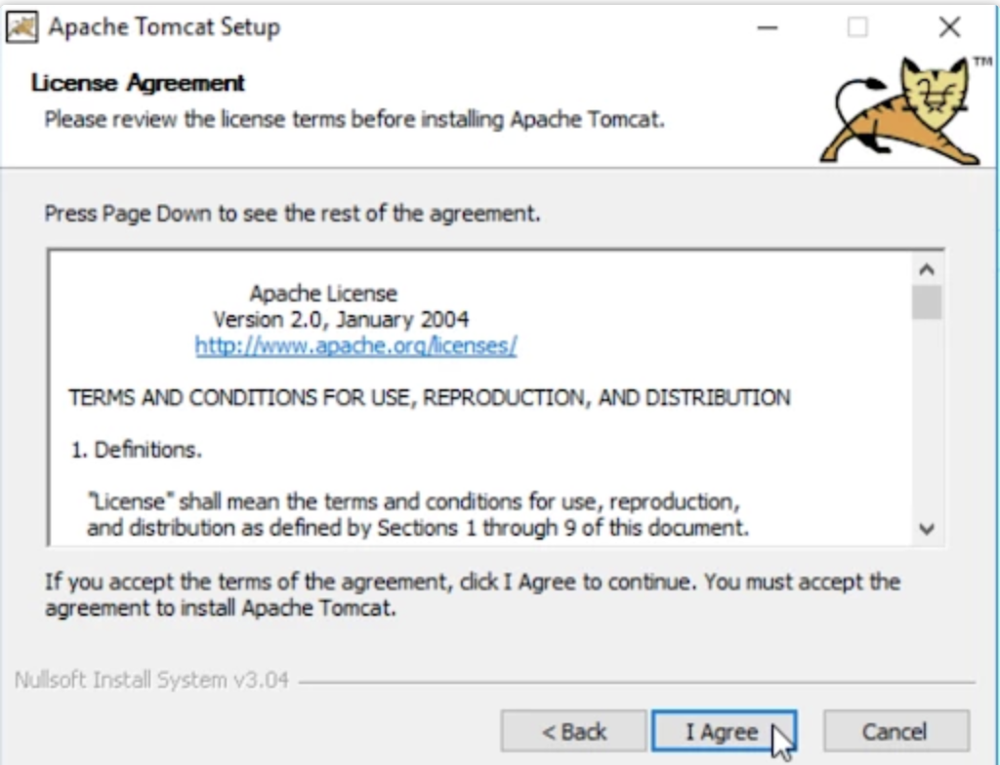 Apache Tomcat Setup
License Agreement
Please review the license terms before installing Apache Tomcat.
TM
Press Page Down to see the rest of the agreement.
Apache License
Version 2.0, January 2004
http://www.apache.org/licenses/
TERMS AND CONDITIONS FOR USE, REPRODUCTION, AND DISTRIBUTION
1. Definitions.
"License" shall mean the terms and conditions for use, reproduction,
and distribution as defined by Sections 1 through 9 of this document.
If you accept the terms of the agreement, click I Agree to continue. You must accept the
agreement to install Apache Tomcat.
Nullsoft Install System v3.04
< Back
I Agree
Cancel